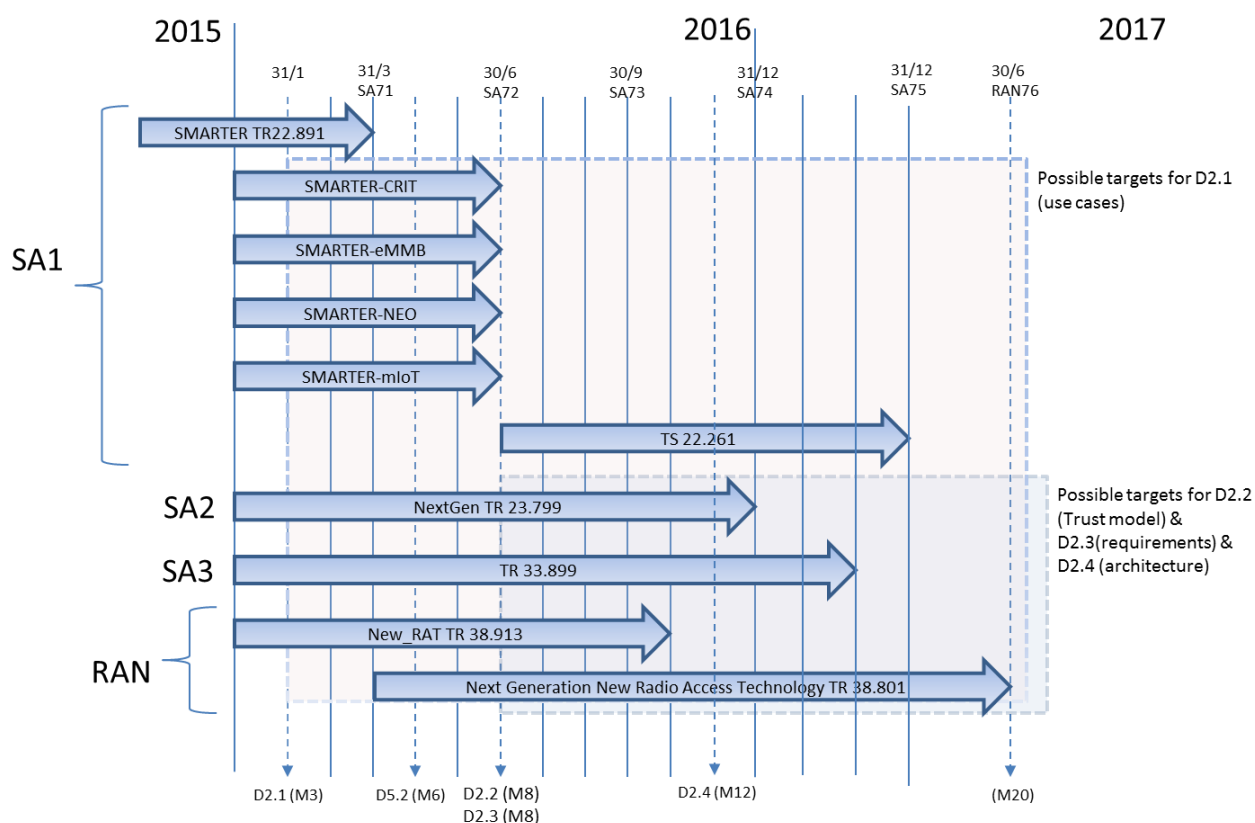 2015
2016
2017
31/1
31/3
SA71
30/6
SA72
30/9
SA73
31/12
SA74
31/12
SA75
30/6
RAN76
SMARTER TR22.891
SMARTER-CRIT
Possible targets for D2.1
(use cases)
SMARTER-eMMB
SA1
SMARTER-NEO
SMARTER-mIoT
TS 22.261
SA2
NextGen TR 23.799
Possible targets for D2.2
(Trust model) &
D2.3(requirements) &
D2.4 (architecture)
SA3
TR 33.899
New_RAT TR 38.913
RAN
Next Generation New Radio Access Technology TR 38.801
D2.1 (M3)
D5.2 (M6)
D2.2 (M8)
D2.3 (M8)
D2.4 (M12)
(M20)